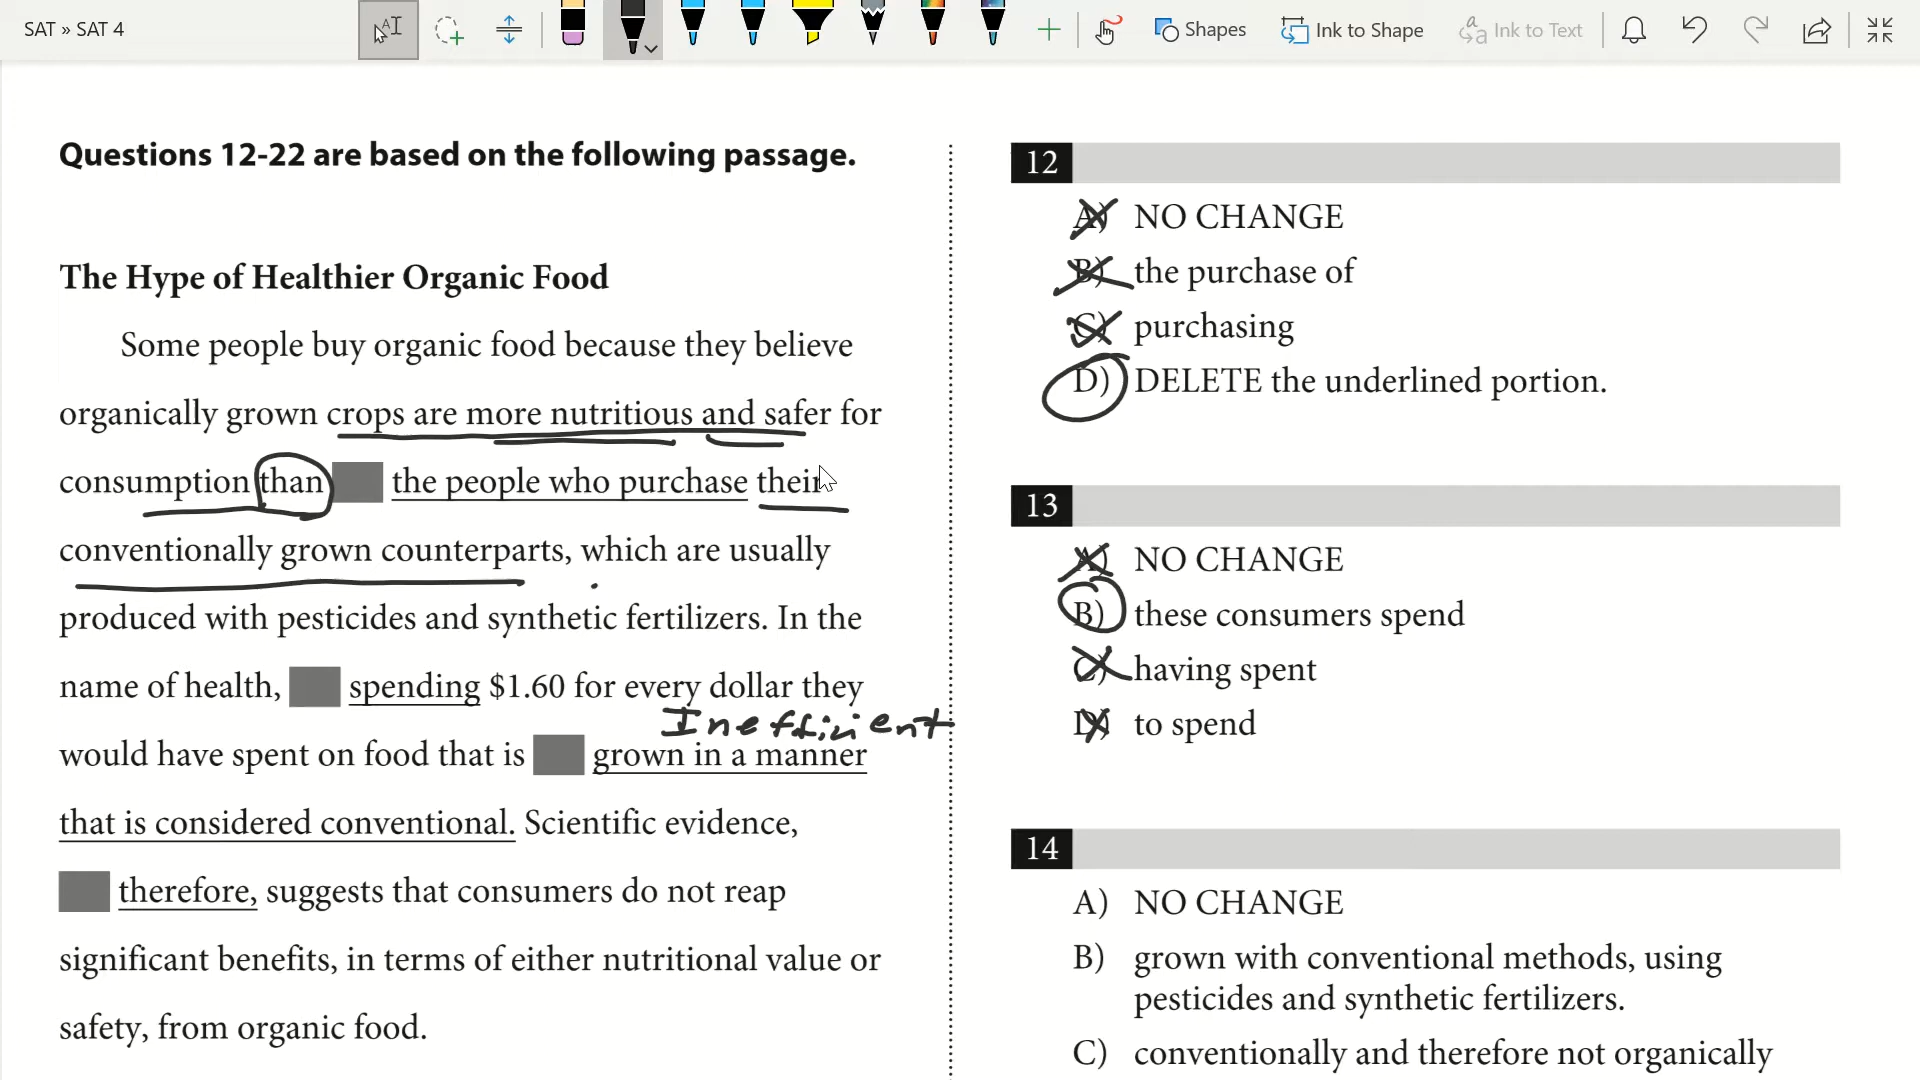 SAT » SAT 4
Shapes
Ink to Shape
Ink to Text
Questions 12-22 are based on the following passage.
The Hype of Healthier Organic Food
Some people buy organic food because they believe
organically grown crops are more nutritious and safer for
consumption than the people who purchase their
conventionally grown counterparts, which are usually
produced with pesticides and synthetic fertilizers. In the
name of health, spending $1.60 for every dollar they
Inefficient
would have spent on food that is grown in a manner
that is considered conventional. Scientific evidence,
therefore, suggests that consumers do not reap
significant benefits, in terms of either nutritional value or
safety, from organic food.
12
A) NO CHANGE
B) the purchase of
C) purchasing
D) DELETE the underlined portion.
13
A) NO CHANGE
B) these consumers spend
C) having spent
D) to spend
14
A) NO CHANGE
B) grown with conventional methods, using
pesticides and synthetic fertilizers.
C) conventionally and therefore not organically